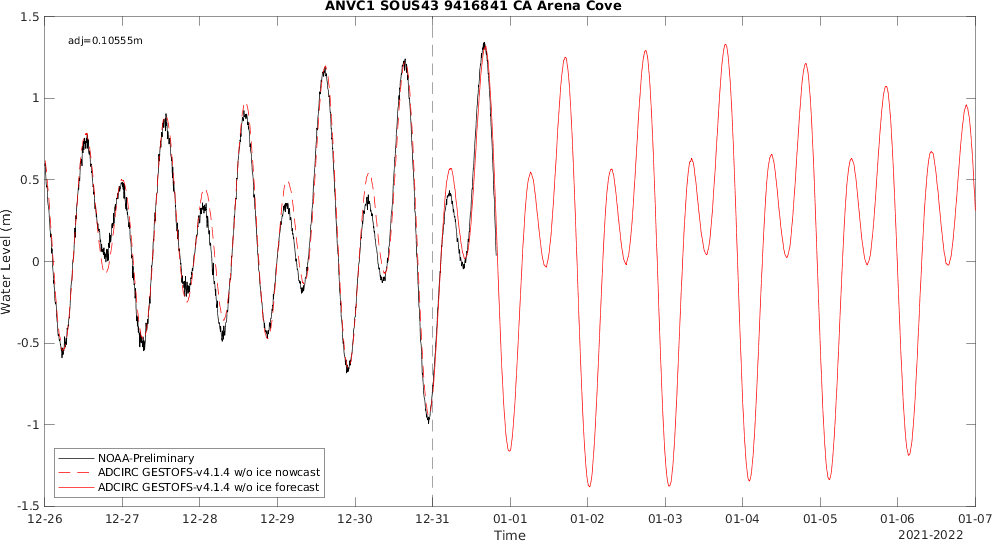 ANVC1 SOUS43 9416841 CA Arena Cove
adj=0.10555m
1.5
1
0.5
0
-0.5
-1
-1.5
Water Level (m)
NOAA-Preliminary
ADCIRC GESTOFS-v4.1.4 w/o ice nowcast
ADCIRC GESTOFS-v4.1.4 w/o ice forecast
12-26 12-27 12-28 12-29 12-30 12-31 01-01 01-02 01-03 01-04 01-05 01-06 01-07
Time
2021-2022